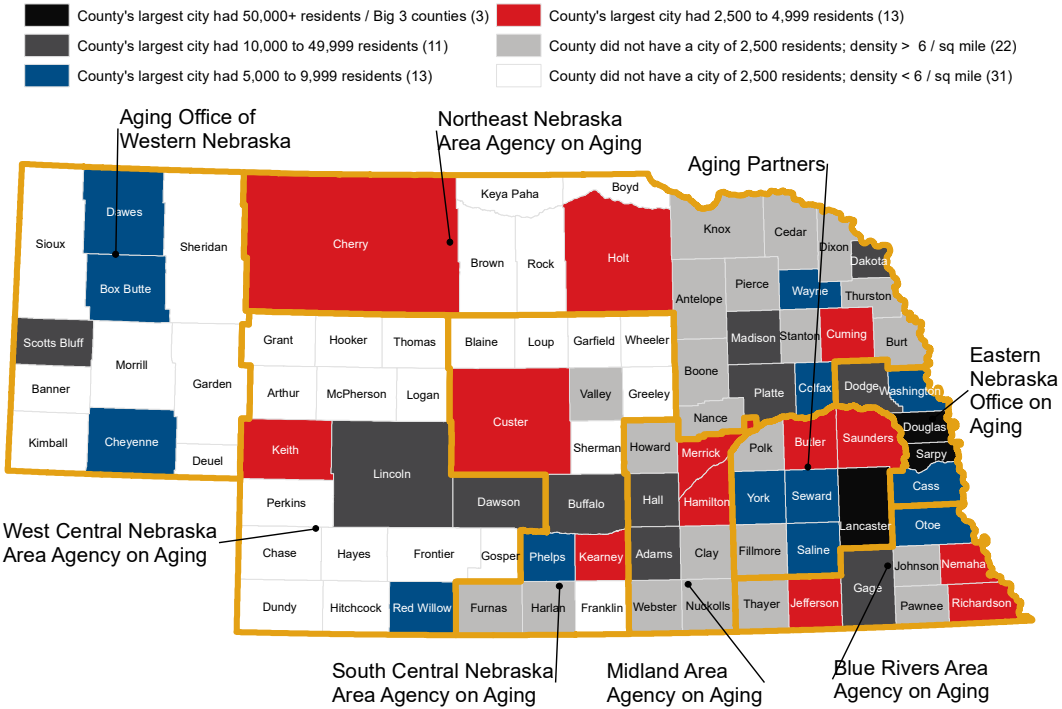 County's largest city had 50,000+ residents / Big 3 counties (3)
County's largest city had 2,500 to 4,999 residents (13)
County's largest city had 10,000 to 49,999 residents (11)
County did not have a city of 2,500 residents; density > 6 / sq mile (22)
County's largest city had 5,000 to 9,999 residents (13)
County did not have a city of 2,500 residents; density < 6 / sq mile (31)
Aging Office of
Western Nebraska
Northeast Nebraska
Area Agency on Aging
Aging Partners
Eastern
Nebraska
Office on
Aging
West Central Nebraska
Area Agency on Aging
South Central Nebraska
Area Agency on Aging
Midland Area
Agency on Aging
Blue Rivers Area
Agency on Aging
Sioux
Dawes
Box Butte
Sheridan
Scotts Bluff
Morrill
Banner
Garden
Kimball
Cheyenne
Deuel
Cherry
Keya Paha
Boyd
Brown
Rock
Holt
Knox
Cedar
Dixon
Dakota
Pierce
Wayne
Thurston
Antelope
Madison
Stanton
Cuming
Burt
Boone
Platte
Colfax
Dodge
Washington
Nance
Grant
Hooker
Thomas
Blaine
Loup
Garfield
Wheeler
Arthur
McPherson
Logan
Custer
Valley
Greeley
Keith
Lincoln
Sherman
Howard
Merrick
Polk
Butler
Saunders
Douglas
Sarpy
Perkins
Dawson
Buffalo
Hall
Hamilton
York
Seward
Lancaster
Cass
Otoe
Chase
Hayes
Frontier
Gosper
Phelps
Kearney
Adams
Clay
Fillmore
Saline
Johnson
Nemaha
Dundy
Hitchcock
Red Willow
Furnas
Harlan
Franklin
Webster
Nuckolls
Thayer
Jefferson
Gage
Pawnee
Richardson